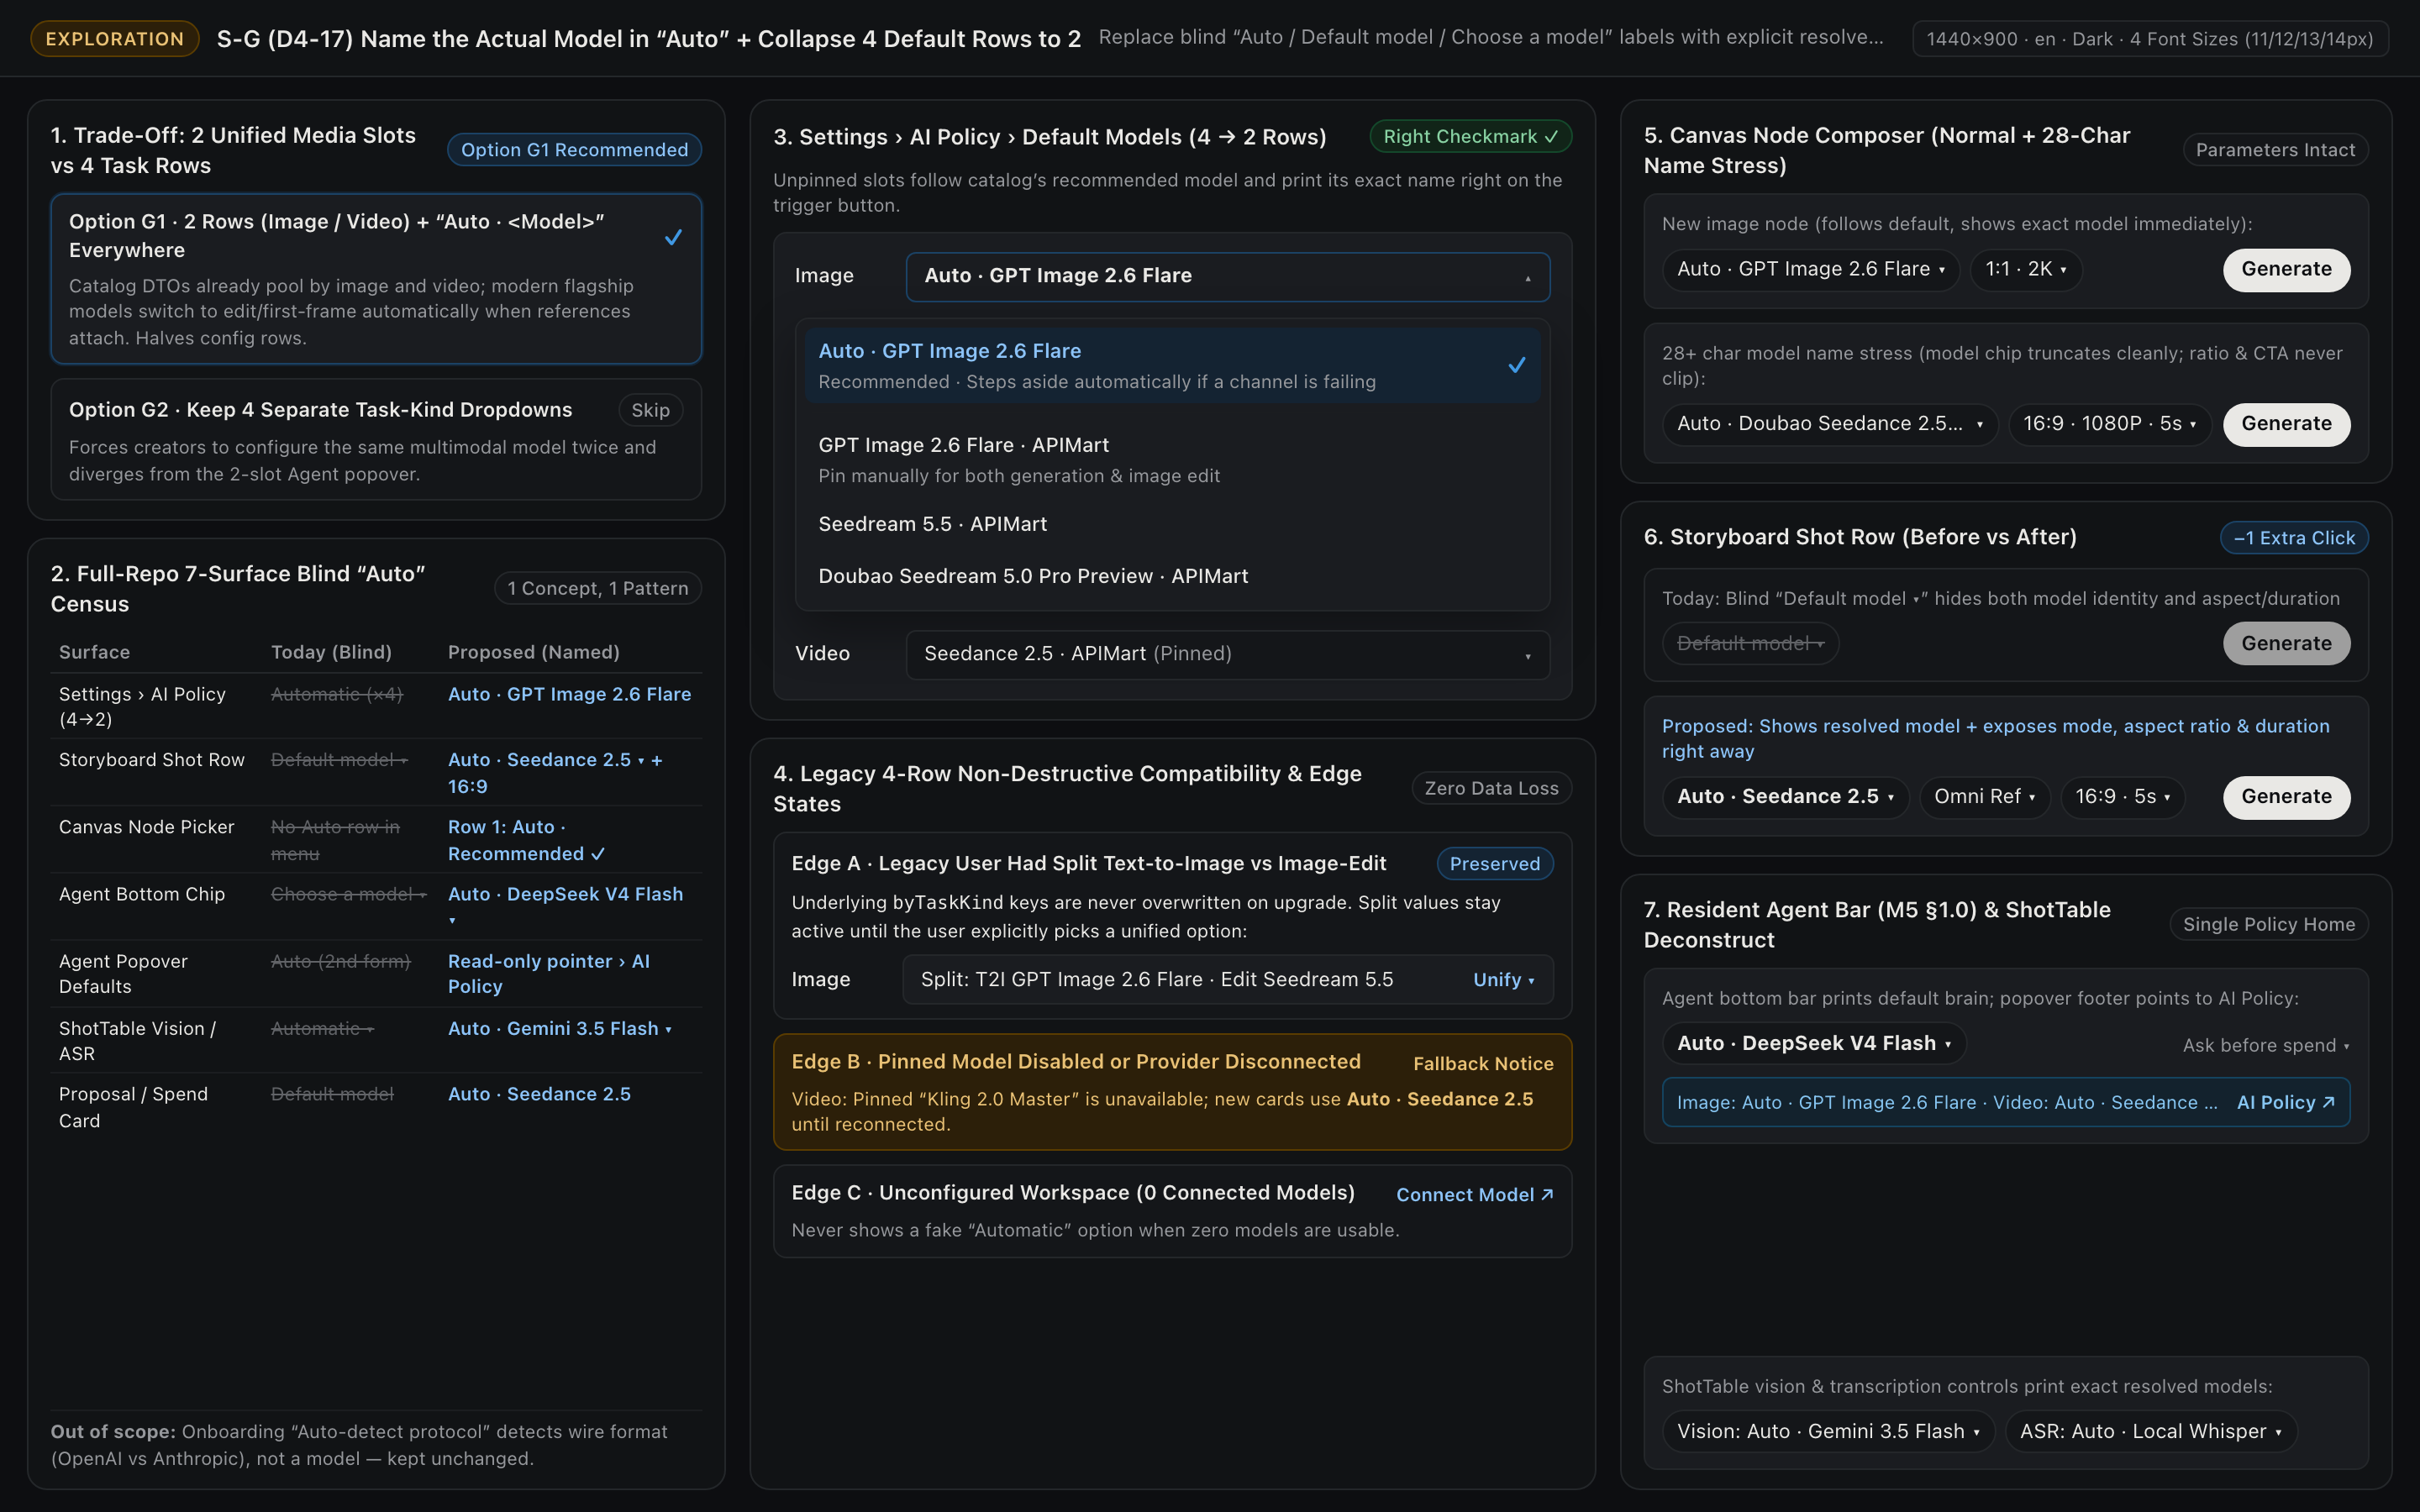 EXPLORATION
S-G (D4-17) Name the Actual Model in “Auto” + Collapse 4 Default Rows to 2
Replace blind “Auto / Default model / Choose a model” labels with explicit resolve…
1440×900 · en · Dark · 4 Font Sizes (11/12/13/14px)
1. Trade-Off: 2 Unified Media Slots
vs 4 Task Rows
Option G1 Recommended
Option G1 · 2 Rows (Image / Video) + “Auto · <Model>”
Everywhere
✓
Catalog DTOs already pool by image and video; modern flagship
models switch to edit/first-frame automatically when references
attach. Halves config rows.
Option G2 · Keep 4 Separate Task-Kind Dropdowns
Skip
Forces creators to configure the same multimodal model twice and
diverges from the 2-slot Agent popover.
2. Full-Repo 7-Surface Blind “Auto”
Census
1 Concept, 1 Pattern
Surface Today (Blind) Proposed (Named)
Settings › AI Policy Automatic (×4) Auto · GPT Image 2.6 Flare
(4→2)
Storyboard Shot Row Default model ▾ Auto · Seedance 2.5 ▾ +
16:9
Canvas Node Picker No Auto row in Row 1: Auto ·
menu Recommended ✓
Agent Bottom Chip Choose a model ▾ Auto · DeepSeek V4 Flash
▾
Agent Popover Auto (2nd form) Read-only pointer › AI
Defaults Policy
ShotTable Vision / Automatic ▾ Auto · Gemini 3.5 Flash ▾
ASR
Proposal / Spend Default model Auto · Seedance 2.5
Card
Out of scope: Onboarding “Auto-detect protocol” detects wire format
(OpenAI vs Anthropic), not a model — kept unchanged.
3. Settings › AI Policy › Default Models (4 → 2 Rows)
Right Checkmark ✓
Unpinned slots follow catalog’s recommended model and print its exact name right on the
trigger button.
Image Auto · GPT Image 2.6 Flare ▴
Auto · GPT Image 2.6 Flare
Recommended · Steps aside automatically if a channel is failing
✓
GPT Image 2.6 Flare · APIMart
Pin manually for both generation & image edit
Seedream 5.5 · APIMart
Doubao Seedream 5.0 Pro Preview · APIMart
Video Seedance 2.5 · APIMart (Pinned) ▾
4. Legacy 4-Row Non-Destructive Compatibility & Edge
States
Zero Data Loss
Edge A · Legacy User Had Split Text-to-Image vs Image-Edit
Preserved
Underlying byTaskKind keys are never overwritten on upgrade. Split values stay
active until the user explicitly picks a unified option:
Image Split: T2I GPT Image 2.6 Flare · Edit Seedream 5.5 Unify ▾
Edge B · Pinned Model Disabled or Provider Disconnected
Fallback Notice
Video: Pinned “Kling 2.0 Master” is unavailable; new cards use Auto · Seedance 2.5
until reconnected.
Edge C · Unconfigured Workspace (0 Connected Models)
Connect Model ↗
Never shows a fake “Automatic” option when zero models are usable.
5. Canvas Node Composer (Normal + 28-Char
Name Stress)
Parameters Intact
New image node (follows default, shows exact model immediately):
Auto · GPT Image 2.6 Flare ▾ 1:1 · 2K ▾ Generate
28+ char model name stress (model chip truncates cleanly; ratio & CTA never
clip):
Auto · Doubao Seedance 2.5… ▾ 16:9 · 1080P · 5s ▾ Generate
6. Storyboard Shot Row (Before vs After)
−1 Extra Click
Today: Blind “Default model ▾” hides both model identity and aspect/duration
Default model ▾ Generate
Proposed: Shows resolved model + exposes mode, aspect ratio & duration
right away
Auto · Seedance 2.5 ▾ Omni Ref ▾ 16:9 · 5s ▾ Generate
7. Resident Agent Bar (M5 §1.0) & ShotTable
Deconstruct
Single Policy Home
Agent bottom bar prints default brain; popover footer points to AI Policy:
Auto · DeepSeek V4 Flash ▾ Ask before spend ▾
Image: Auto · GPT Image 2.6 Flare · Video: Auto · Seedance … AI Policy ↗
ShotTable vision & transcription controls print exact resolved models:
Vision: Auto · Gemini 3.5 Flash ▾ ASR: Auto · Local Whisper ▾